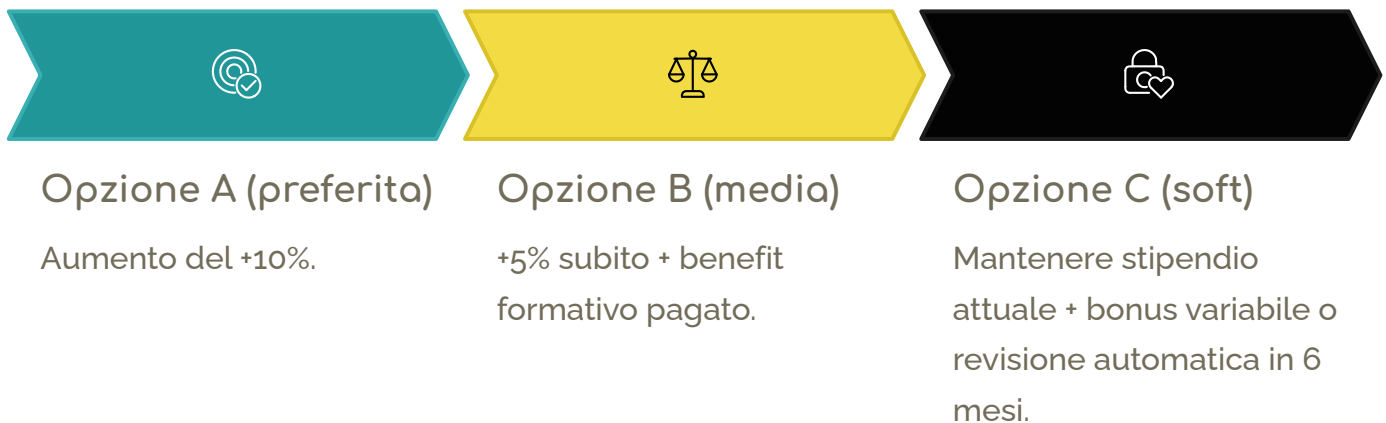 Opzione A (preferita)
Aumento del +10%.
Opzione B (media)
+5% subito + benefit
formativo pagato.
Opzione C (soft)
Mantenere stipendio
attuale + bonus variabile o
revisione automatica in 6
mesi.